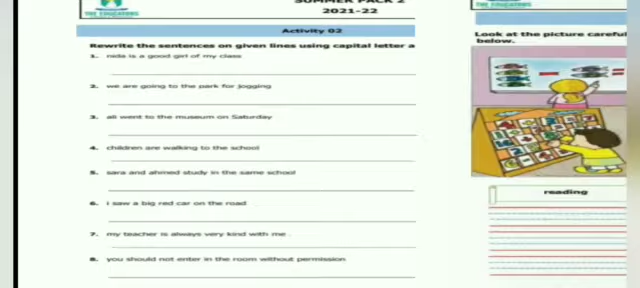 THE EDUCATORS
SUMMER PACK 2
2021-22
Activity 02
Rewrite the sentences on given lines using capital letter a
1. nida is a good girl of my class
2. we are going to the park for jogging
3. ali went to the museum on Saturday
4. children are walking to the school
5. sara and ahmed study in the same school
6. i saw a big red car on the road
7. my teacher is always very kind with me .
8. you should not enter in the room without permission
THE EDUCATORS
Look at the picture careful
below.
reading